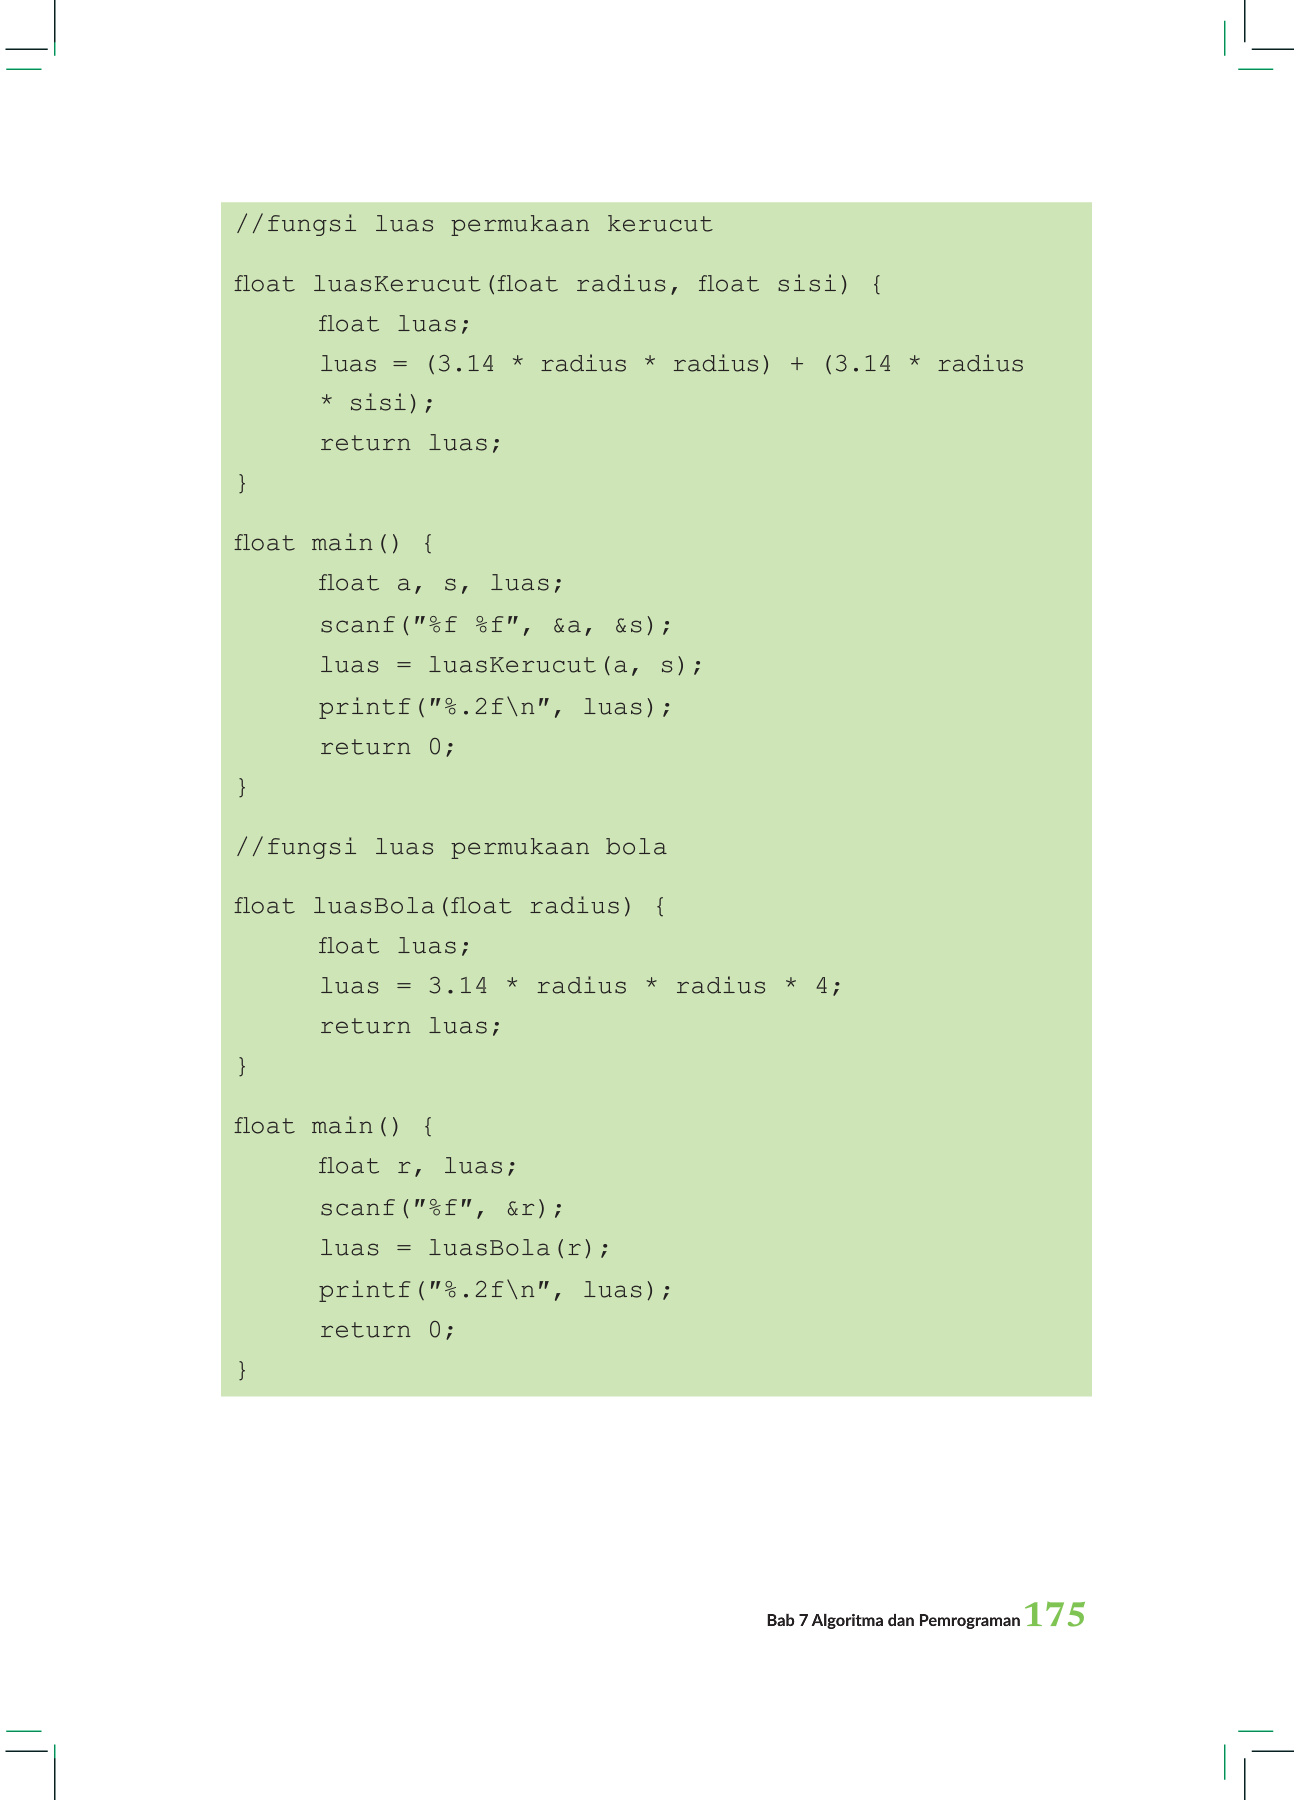 //fungsi luas permukaan kerucut
float luasKerucut(float radius, float sisi) {
float luas;
luas = (3.14 * radius * radius) + (3.14 * radius
* sisi);
return luas;
}
float main() {
float a, s, luas;
scanf("%f %f", &a, &s);
luas = luasKerucut(a, s);
printf("%.2f\n", luas);
return 0;
}
//fungsi luas permukaan bola
float luasBola(float radius) {
float luas;
luas = 3.14 * radius * radius * 4;
return luas;
}
float main() {
float r, luas;
scanf("%f", &r);
luas = luasBola(r);
printf("%.2f\n", luas);
return 0;
}
Bab 7 Algoritma dan Pemrograman 175